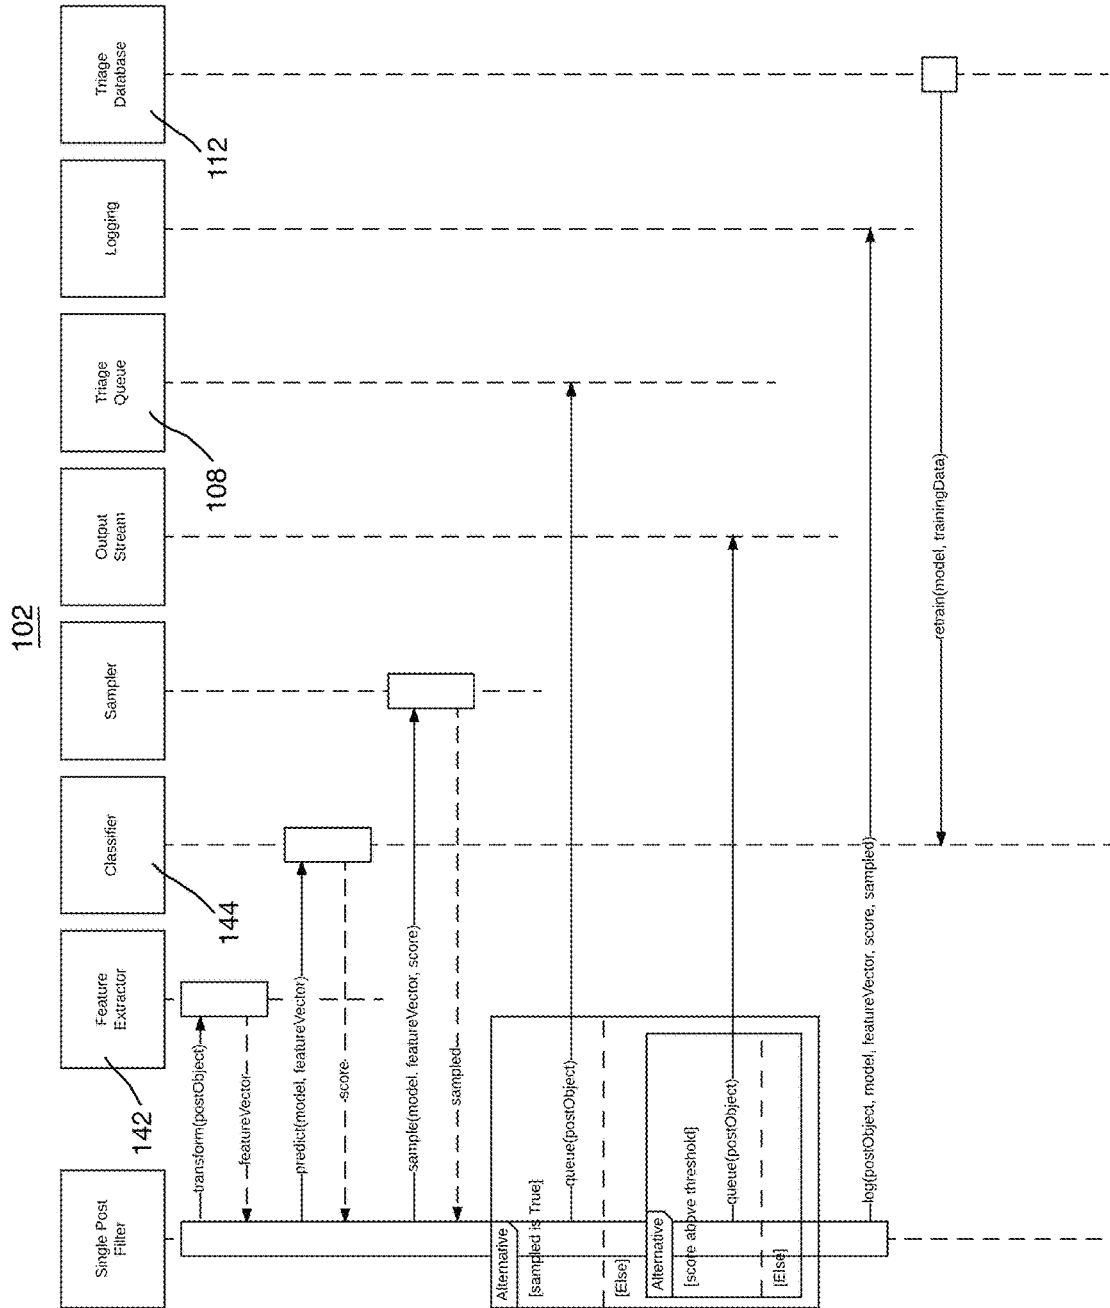 102
Single Post
Filter
Feature
Extractor
142
Classifier
144
Sampler
Output
Stream
Triage
Queue
108
Logging
Triage
Database
112
transform(postObject)
featureVector
predict(model, featureVector)
score
sample(model, featureVector, score)
sampled
Alternative
[sampled is True]
queue(postObject)
[Else]
Alternative
[score above threshold]
queue(postObject)
[Else]
log(postObject, model, featureVector, score, sampled)
retrain(model, trainingData)